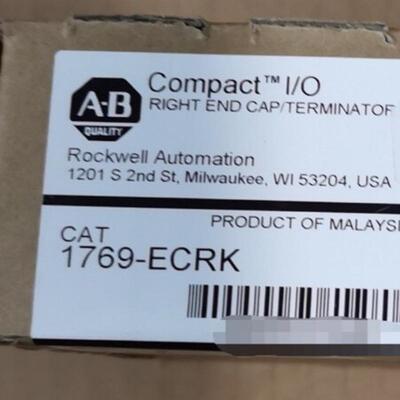 A-B
QUALITY
Compact™ I/O
RIGHT END CAP/TERMINATOR
Rockwell Automation
1201 S 2nd St, Milwaukee, WI 53204, USA
PRODUCT OF MALAYSI
CAT
1769-ECRK